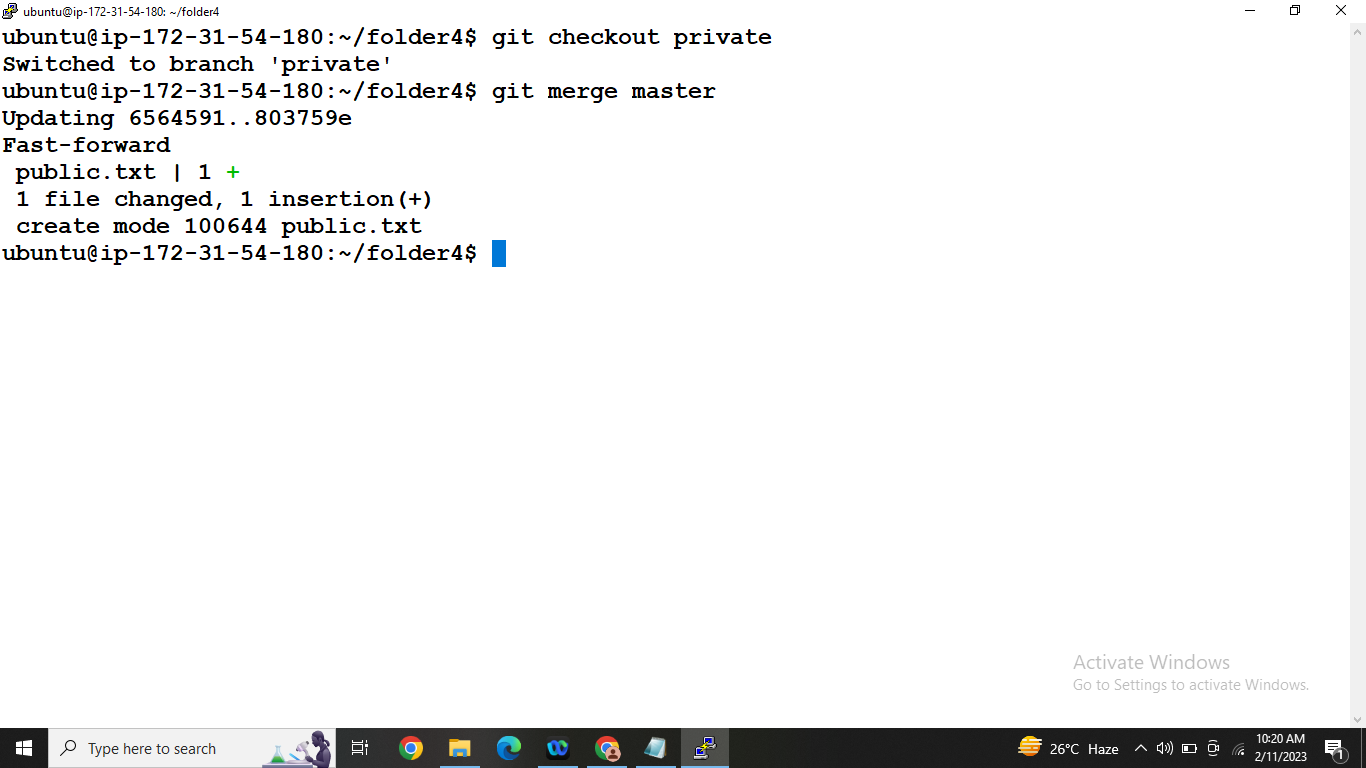 ubuntu@ip-172-31-54-180: ~/folder4
ubuntu@ip-172-31-54-180:~/folder4$ git checkout private
Switched to branch 'private'
ubuntu@ip-172-31-54-180:~/folder4$ git merge master
Updating 6564591..803759e
Fast-forward
 public.txt | 1 +
 1 file changed, 1 insertion(+)
 create mode 100644 public.txt
ubuntu@ip-172-31-54-180:~/folder4$
Activate Windows
Go to Settings to activate Windows.
Type here to search
26°C Haze
10:20 AM
2/11/2023
1